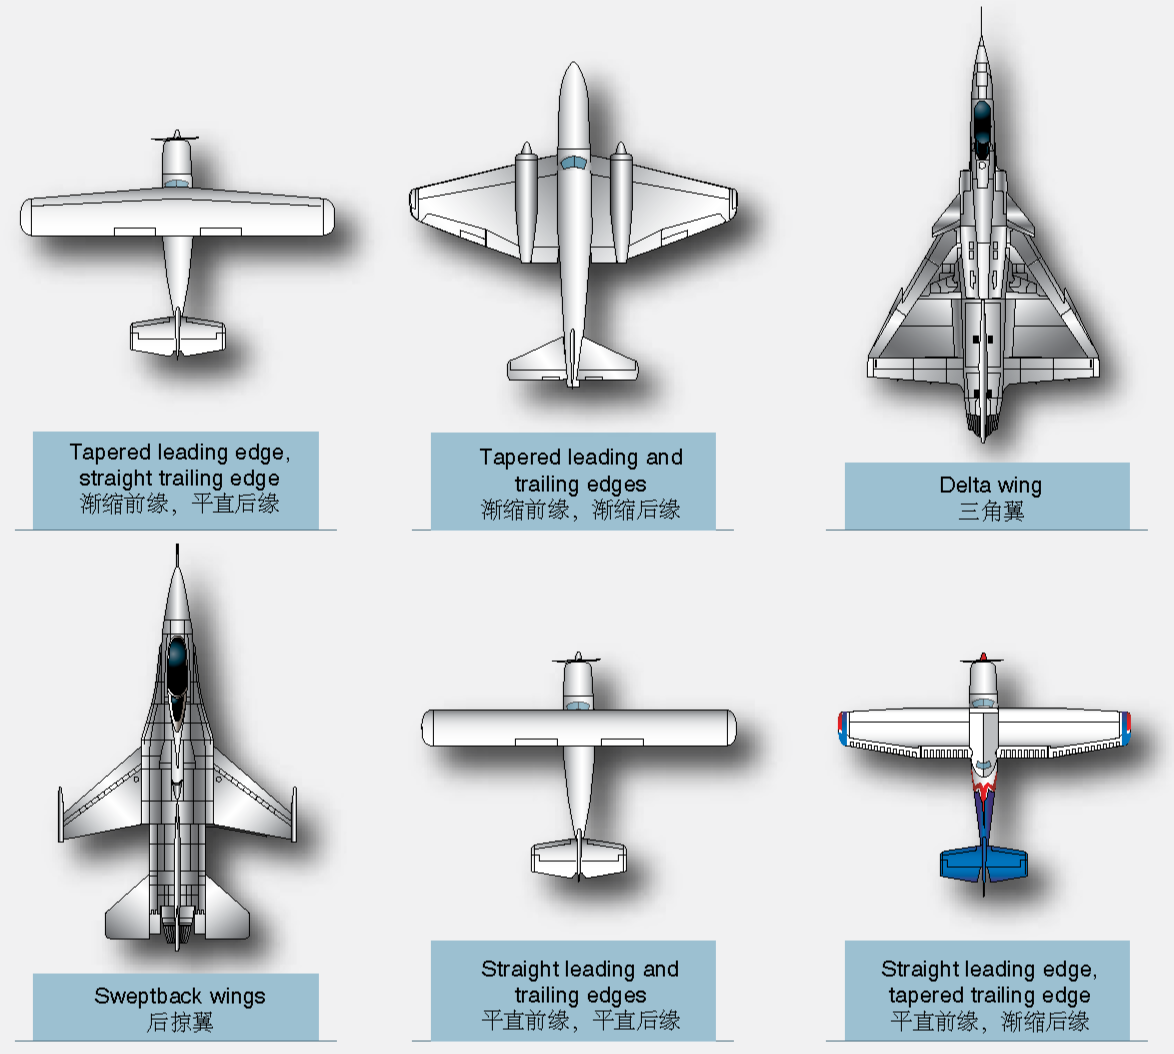 Tapered leading edge,
straight trailing edge
渐缩前缘，平直后缘
Tapered leading and
trailing edges
渐缩前缘，渐缩后缘
Delta wing
三角翼
Sweptback wings
后掠翼
Straight leading and
trailing edges
平直前缘，平直后缘
Straight leading edge,
tapered trailing edge
平直前缘，渐缩后缘